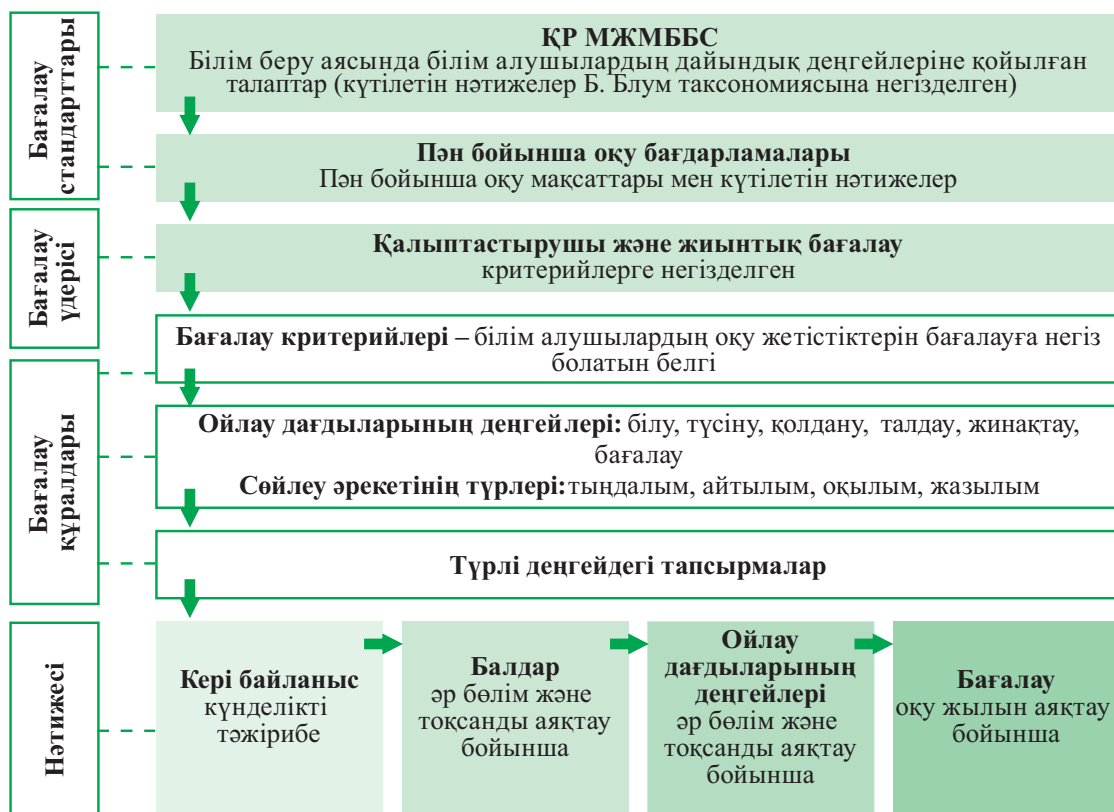 Бағалау
стандарттары
ҚР МЖМББС
Білім беру аясында білім алушылардың дайындық деңгейлеріне қойылған
талаптар (күтілетін нәтижелер Б. Блум таксономиясына негізделген)
Пән бойынша оқу бағдарламалары
Пән бойынша оқу мақсаттары мен күтілетін нәтижелер
Бағалау
үдерісі
Қалыптастырушы және жиынтық бағалау
критерийлерге негізделген
Бағалау
құралдары
Бағалау критерийлері – білім алушылардың оқу жетістіктерін бағалауға негіз
болатын белгі
Ойлау дағдыларының деңгейлері: білу, түсіну, қолдану, талдау, жинақтау,
бағалау
Сөйлеу әрекетінің түрлері: тыңдалым, айтылым, оқылым, жазылым
Түрлі деңгейдегі тапсырмалар
Нәтижесі
Кері байланыс
күнделікті
тәжірибе
Балдар
әр бөлім және
тоқсанды аяқтау
бойынша
Ойлау
дағдыларының
деңгейлері
әр бөлім және
тоқсанды аяқтау
бойынша
Бағалау
оқу жылын аяқтау
бойынша